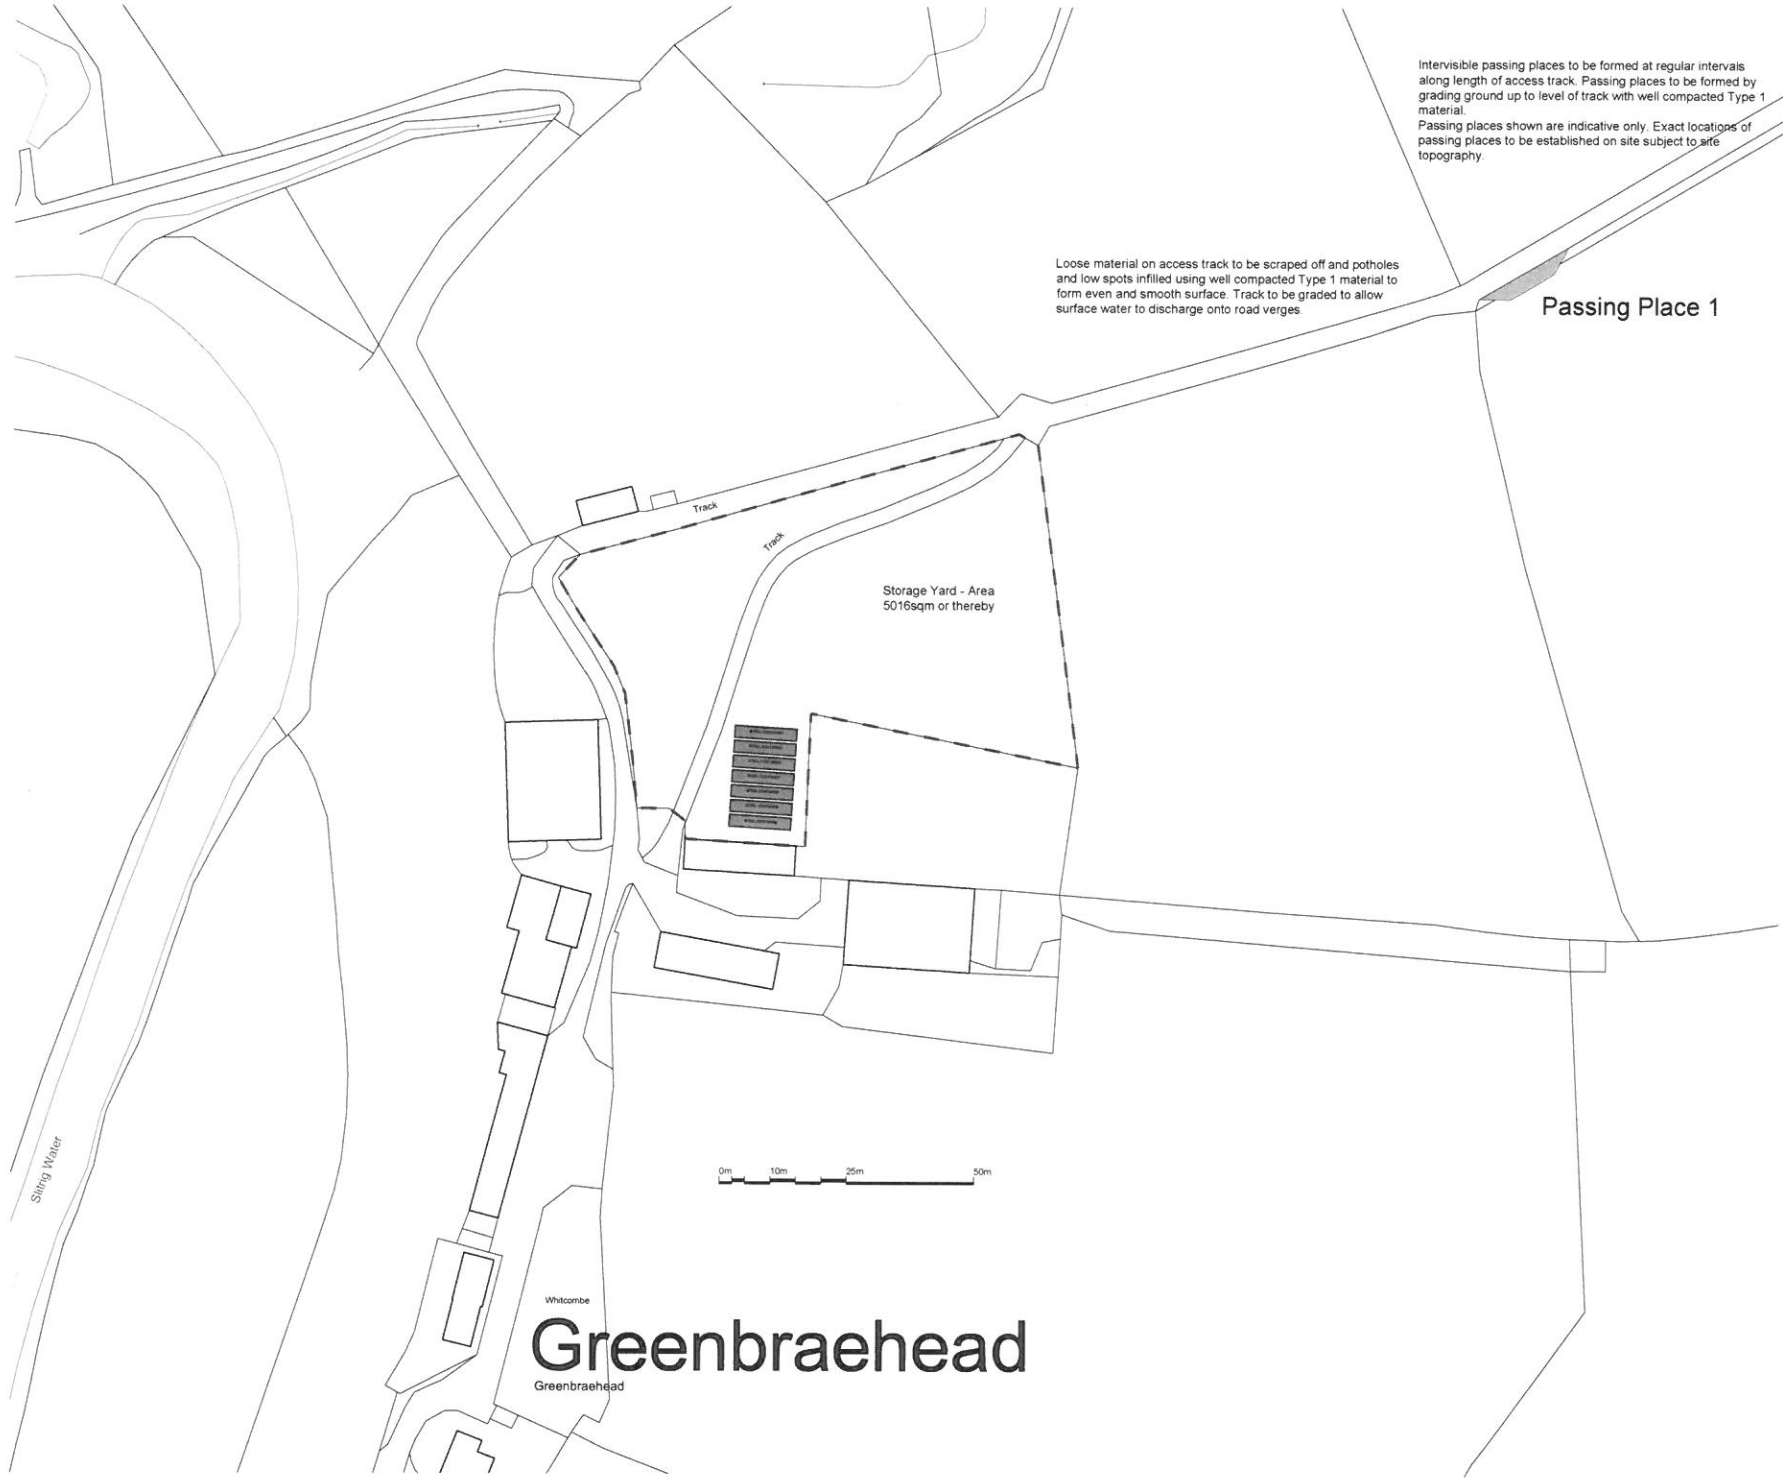 Intervisible passing places to be formed at regular intervals
along length of access track. Passing places to be formed by
grading ground up to level of track with well compacted Type 1
material.
Passing places shown are indicative only. Exact locations of
passing places to be established on site subject to site
topography.
Loose material on access track to be scraped off and potholes
and low spots infilled using well compacted Type 1 material to
form even and smooth surface. Track to be graded to allow
surface water to discharge onto road verges.
Passing Place 1
Track
Track
Storage Yard - Area
5016sqm or thereby
0m 10m 25m 50m
Slitrig Water
Whitcombe
Greenbraehead
Greenbraehead